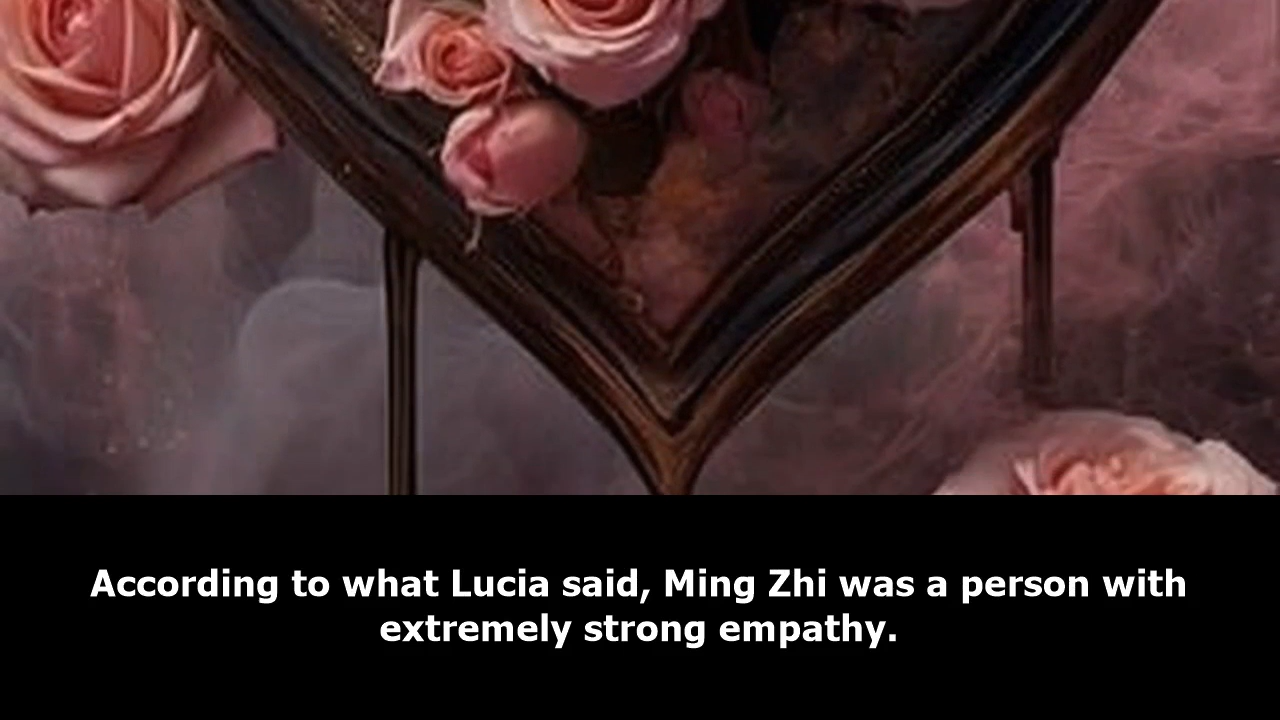 According to what Lucia said, Ming Zhi was a person with
extremely strong empathy.